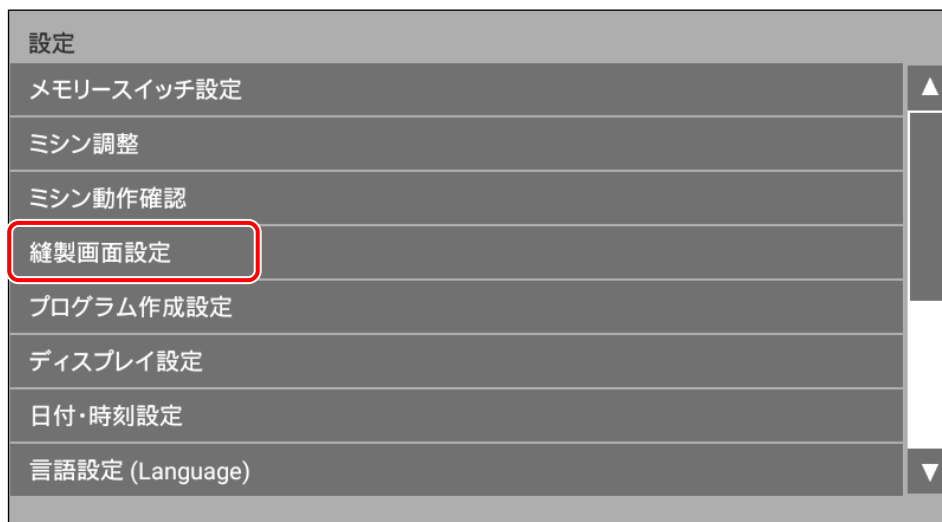 設定
メモリースイッチ設定
ミシン調整
ミシン動作確認
縫製画面設定
プログラム作成設定
ディスプレイ設定
日付・時刻設定
言語設定 (Language)